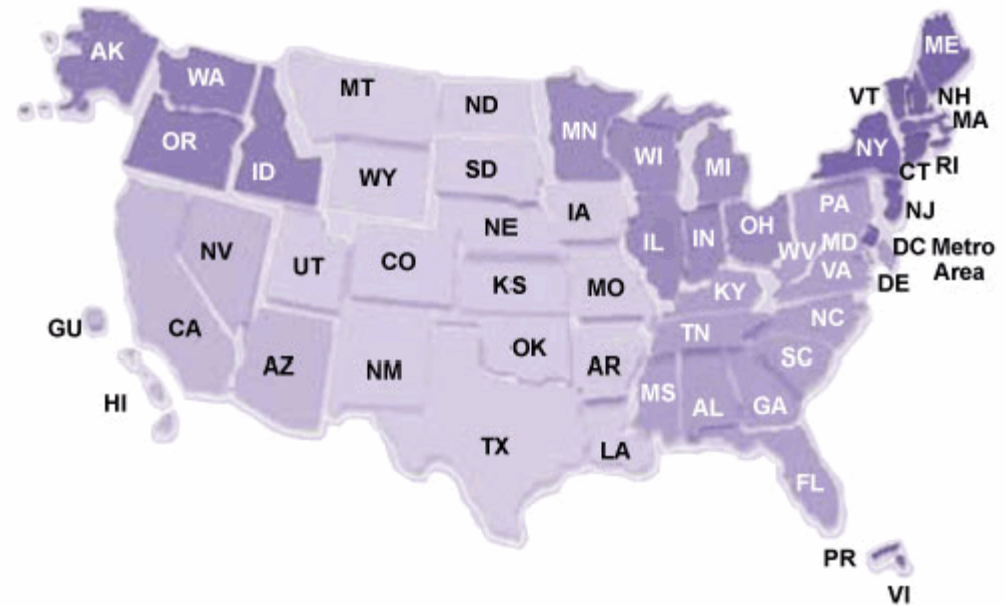 AK
WA
MT
ND
MN
ME
VT
NH
MA
OR
ID
WY
SD
WI
MI
NY
CT
RI
IA
NE
PA
NJ
NV
UT
CO
KS
MO
IL
IN
OH
WV
MD
VA
DC Metro
Area
DE
KY
GU
CA
AZ
NM
OK
AR
TN
NC
SC
HI
MS
AL
GA
TX
LA
FL
PR
VI